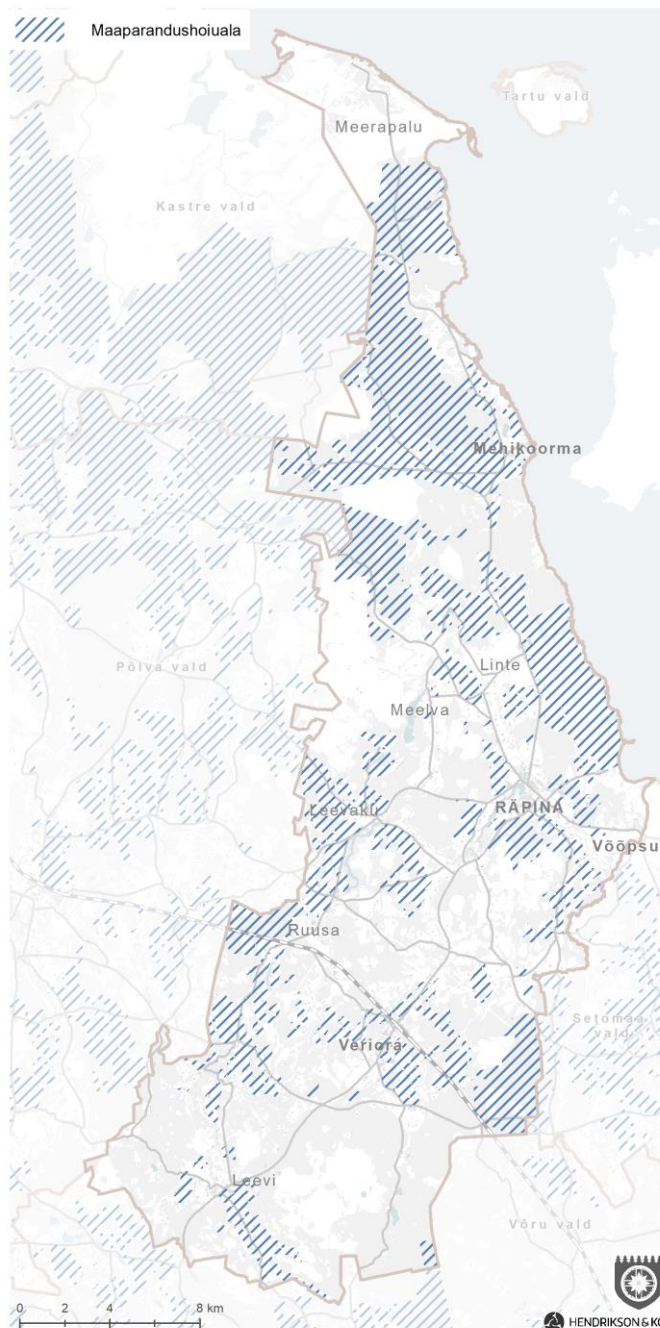 Maaparandushoiuala
Tartu vald
Meerapalu
Kastre vald
Mehikoorma
Põlva vald
Linte
Meelva
RÄPINA
Leevaku
Võõpsu
Ruusa
Setomaa
vald
Veriora
Leevi
Võru vald
0 2 4 8 km
HENDRIKSON & KO